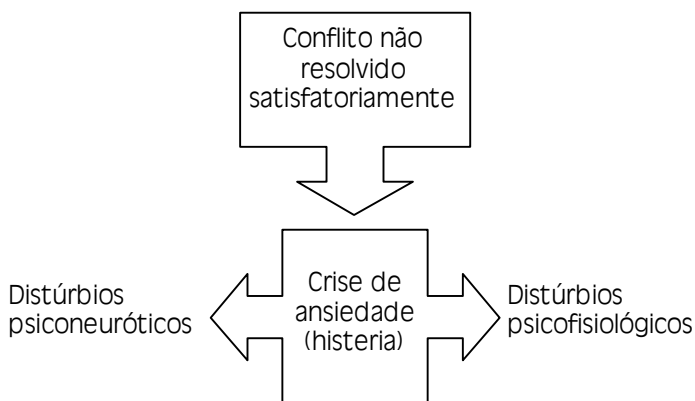 Conflito não
resolvido
satisfatoriamente
Distúrbios
psiconeuróticos
Crise de
ansiedade
(histeria)
Distúrbios
psicofisiológicos